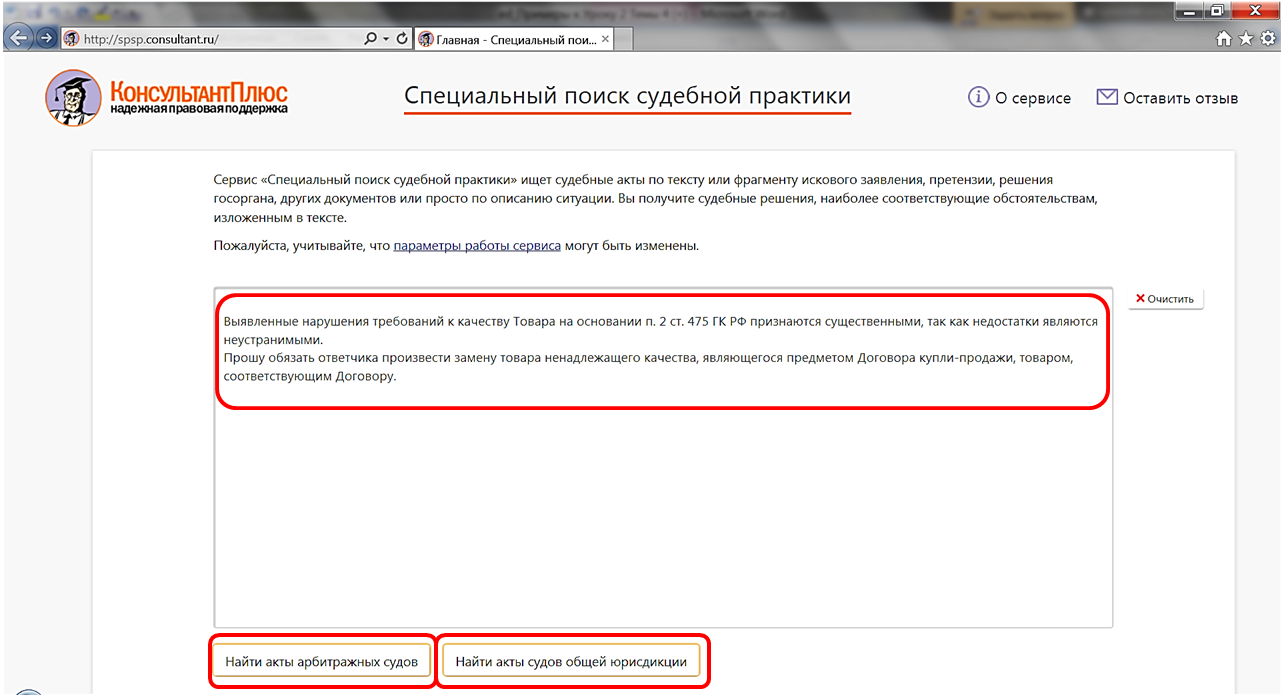 http://spsp.consultant.ru/
Главная - Специальный пои...
КонсультантПлюс
надежная правовая поддержка
Специальный поиск судебной практики
О сервисе
Оставить отзыв
Сервис «Специальный поиск судебной практики» ищет судебные акты по тексту или фрагменту искового заявления, претензии, решения
госоргана, других документов или просто по описанию ситуации. Вы получите судебные решения, наиболее соответствующие обстоятельствам,
изложенным в тексте.
Пожалуйста, учитывайте, что параметры работы сервиса могут быть изменены.
Очистить
Выявленные нарушения требований к качеству Товара на основании п. 2 ст. 475 ГК РФ признаются существенными, так как недостатки являются
неустранимыми.
Прошу обязать ответчика произвести замену товара ненадлежащего качества, являющегося предметом Договора купли-продажи, товаром,
соответствующим Договору.
Найти акты арбитражных судов
Найти акты судов общей юрисдикции